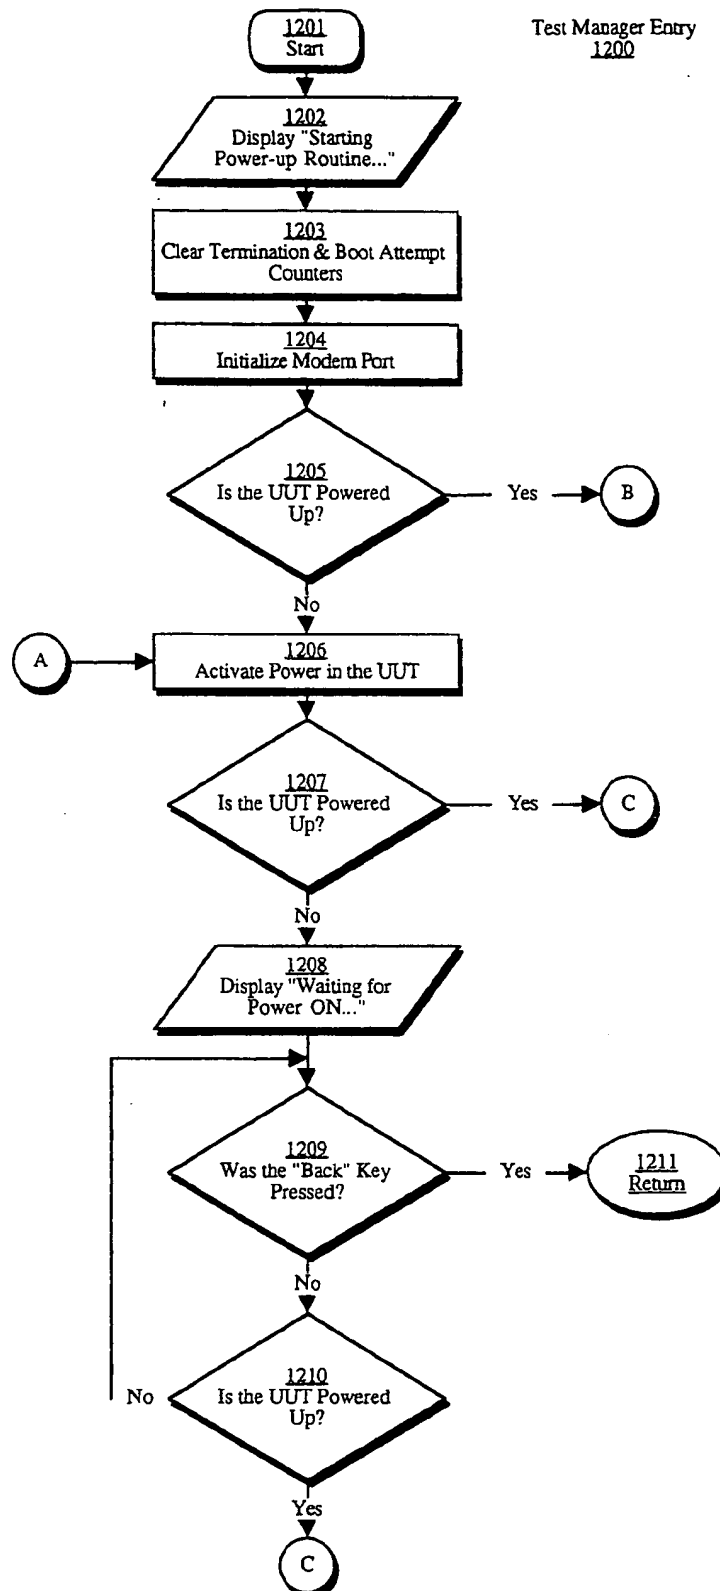 Test Manager Entry
1200
1201
Start
1202
Display "Starting
Power-up Routine..."
1203
Clear Termination & Boot Attempt
Counters
1204
Initialize Modem Port
1205
Is the UUT Powered
Up?
Yes
B
No
A
1206
Activate Power in the UUT
1207
Is the UUT Powered
Up?
Yes
C
No
1208
Display "Waiting for
Power ON..."
1209
Was the "Back" Key
Pressed?
Yes
1211
Return
No
1210
Is the UUT Powered
Up?
No
Yes
C